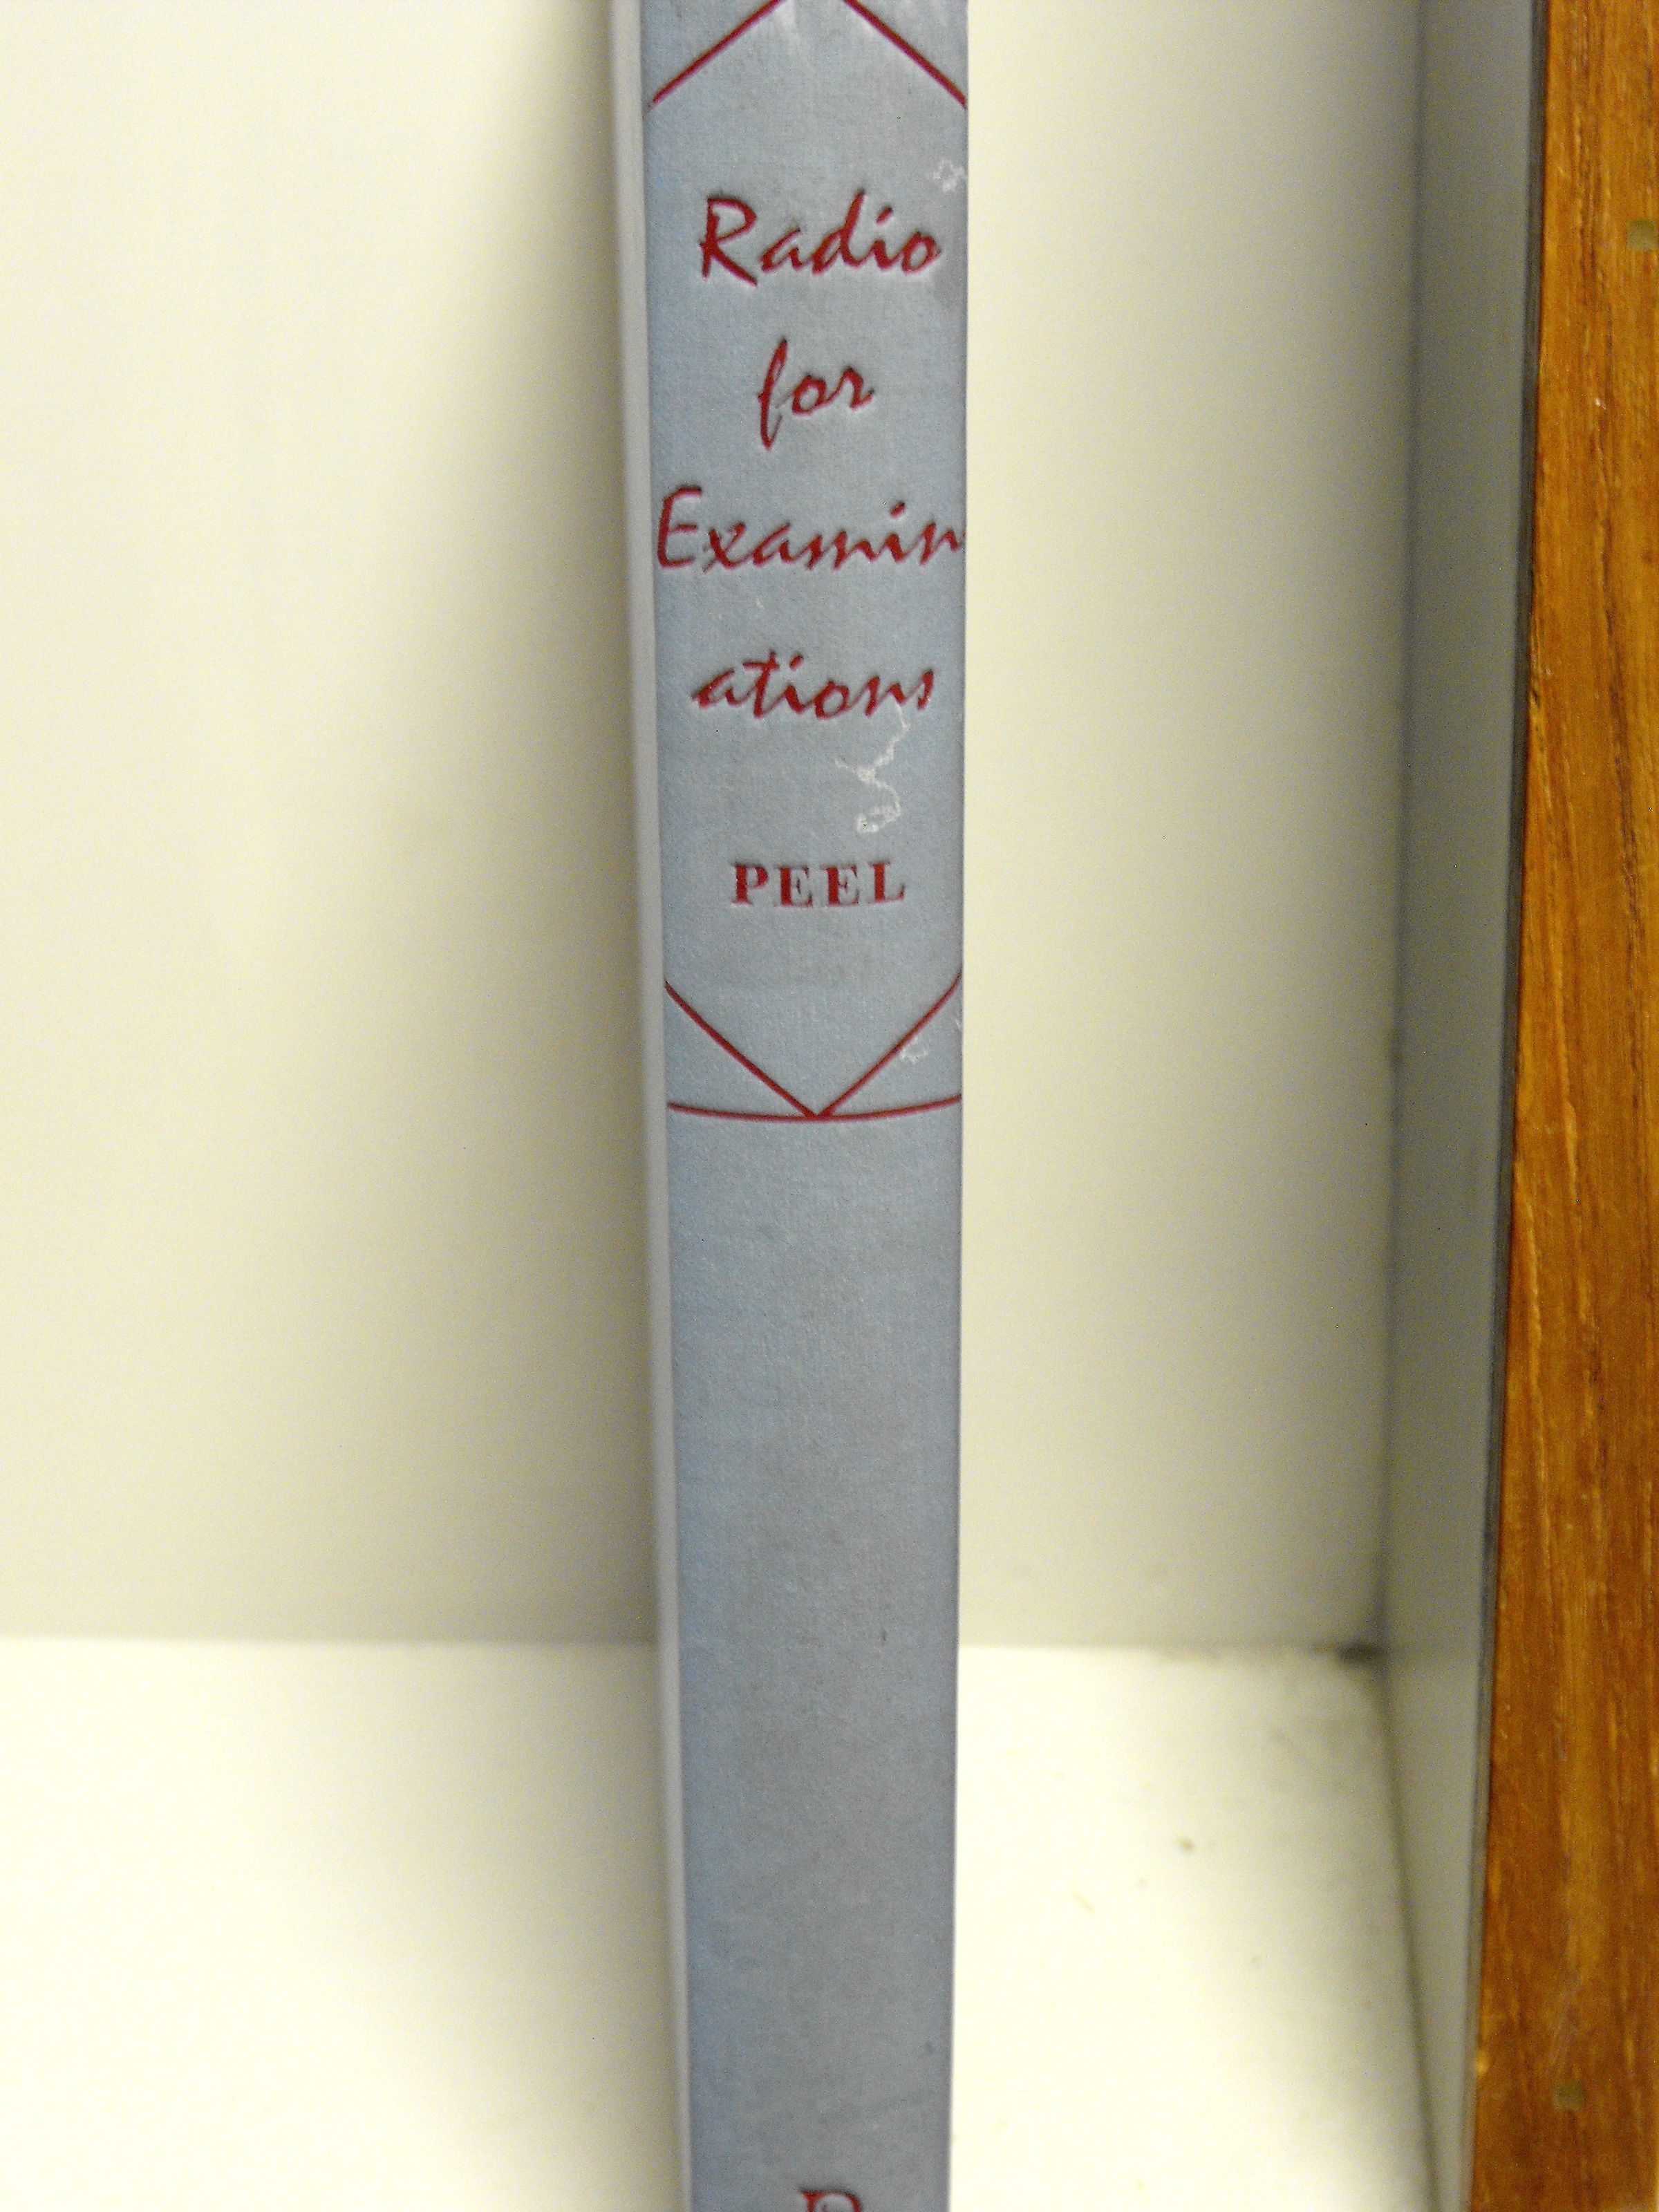 Radio
for
Examin
ations
PEEL